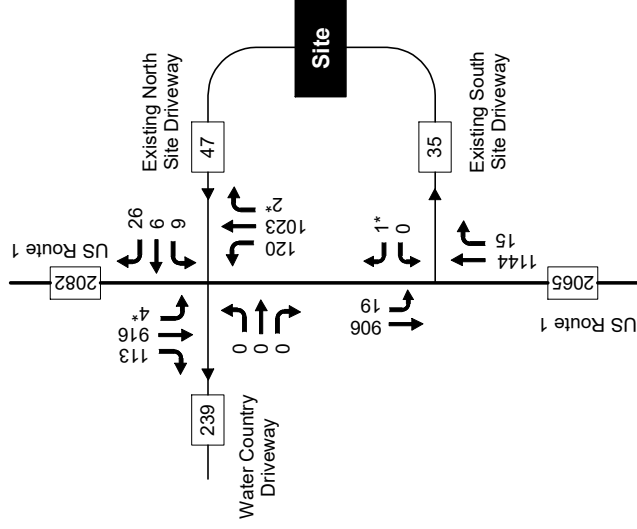 Site
Existing North
Site Driveway
47
35
Existing South
Site Driveway
US Route 1
2082
26
6
9
2*
1023
120
1*
0
15
1144
4*
916
113
0
0
0
19
906
2065
US Route 1
239
Water Country
Driveway